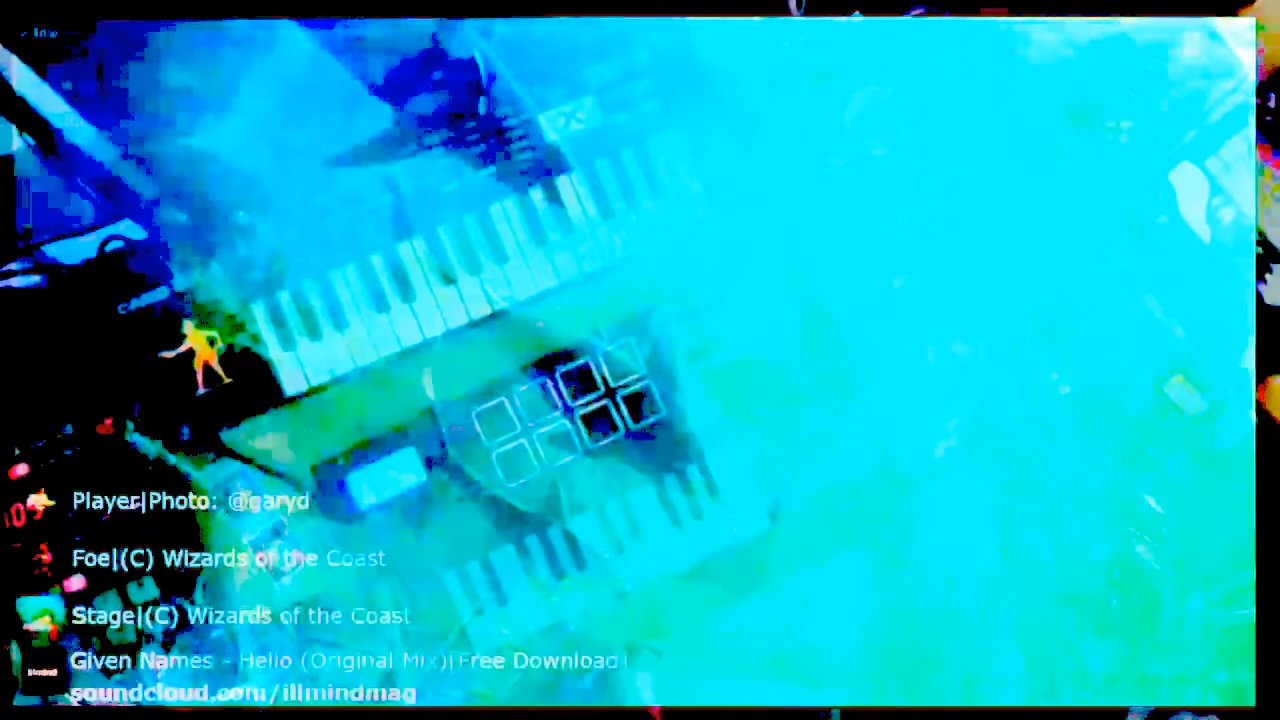 Player|Photo: @garyd
Foe|(C) Wizards of the Coast
Stage|(C) Wizards of the Coast
Given Names - Hello (Original Mix)|Free Download|
soundcloud.com/illmindmag